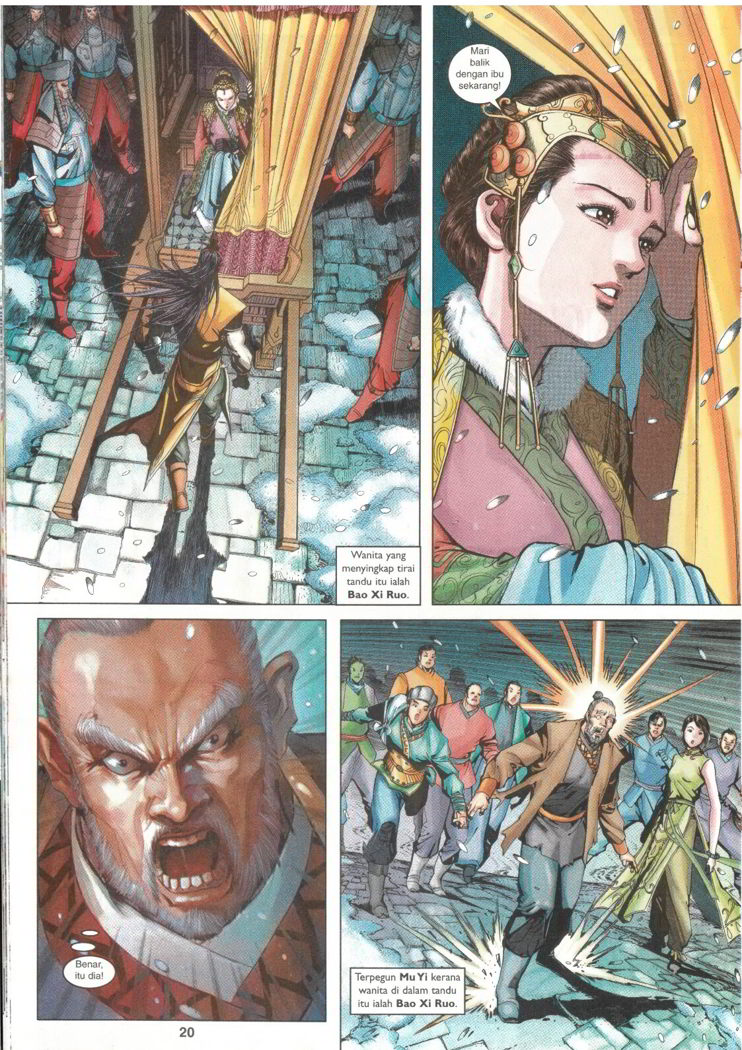 Wanita yang
menyingkap tirai
tandu itu ialah
Bao Xi Ruo.
Mari
balik
dengan ibu
sekarang!
Benar,
itu dia!
Terpegun Mu Yi kerana
wanita di dalam tandu
itu ialah Bao Xi Ruo.
20